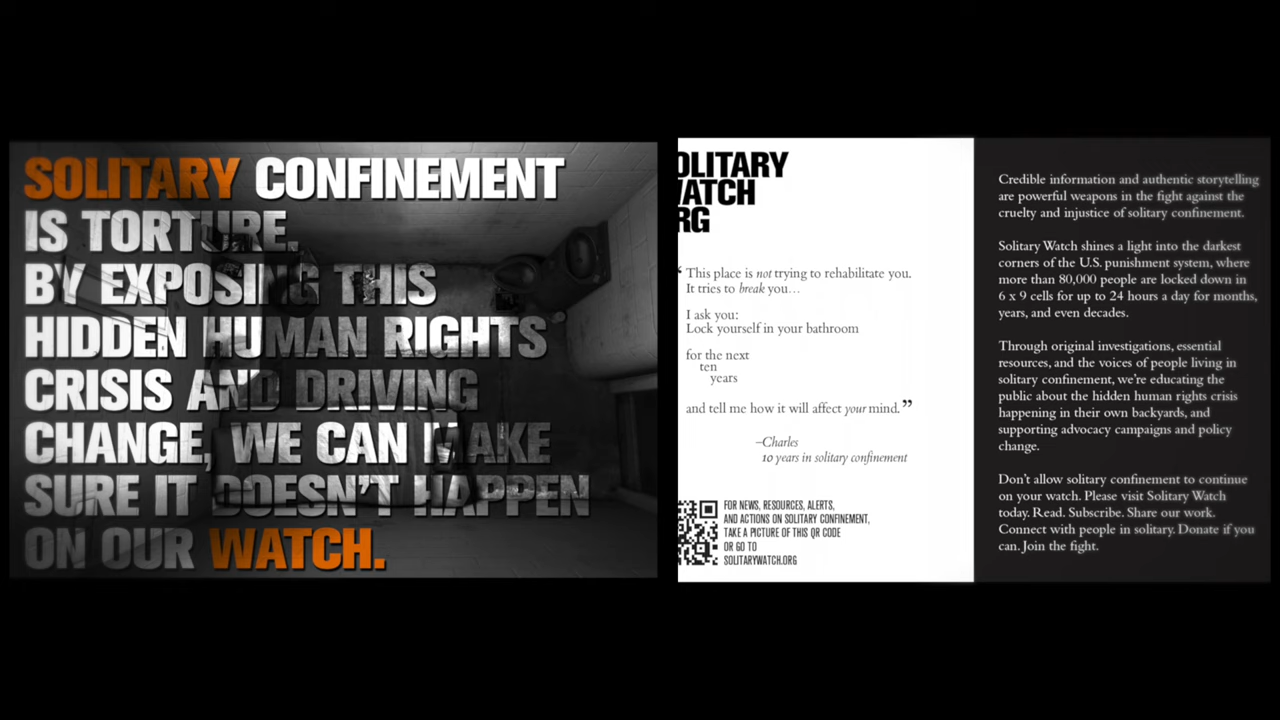 SOLITARY CONFINEMENT
IS TORTURE.
BY EXPOSING THIS
HIDDEN HUMAN RIGHTS
CRISIS AND DRIVING
CHANGE, WE CAN MAKE
SURE IT DOESN'T HAPPEN
ON OUR WATCH.
OLITARY
WATCH
RG
“This place is not trying to rehabilitate you.
It tries to break you…
I ask you:
Lock yourself in your bathroom
for the next
ten
years
and tell me how it will affect your mind.”
–Charles
10 years in solitary confinement
FOR NEWS, RESOURCES, ALERTS,
AND ACTIONS ON SOLITARY CONFINEMENT,
TAKE A PICTURE OF THIS QR CODE
OR GO TO
SOLITARYWATCH.ORG
Credible information and authentic storytelling
are powerful weapons in the fight against the
cruelty and injustice of solitary confinement.
Solitary Watch shines a light into the darkest
corners of the U.S. punishment system, where
more than 80,000 people are locked down in
6 x 9 cells for up to 24 hours a day for months,
years, and even decades.
Through original investigations, essential
resources, and the voices of people living in
solitary confinement, we're educating the
public about the hidden human rights crisis
happening in their own backyards, and
supporting advocacy campaigns and policy
change.
Don't allow solitary confinement to continue
on your watch. Please visit Solitary Watch
today. Read. Subscribe. Share our work.
Connect with people in solitary. Donate if you
can. Join the fight.